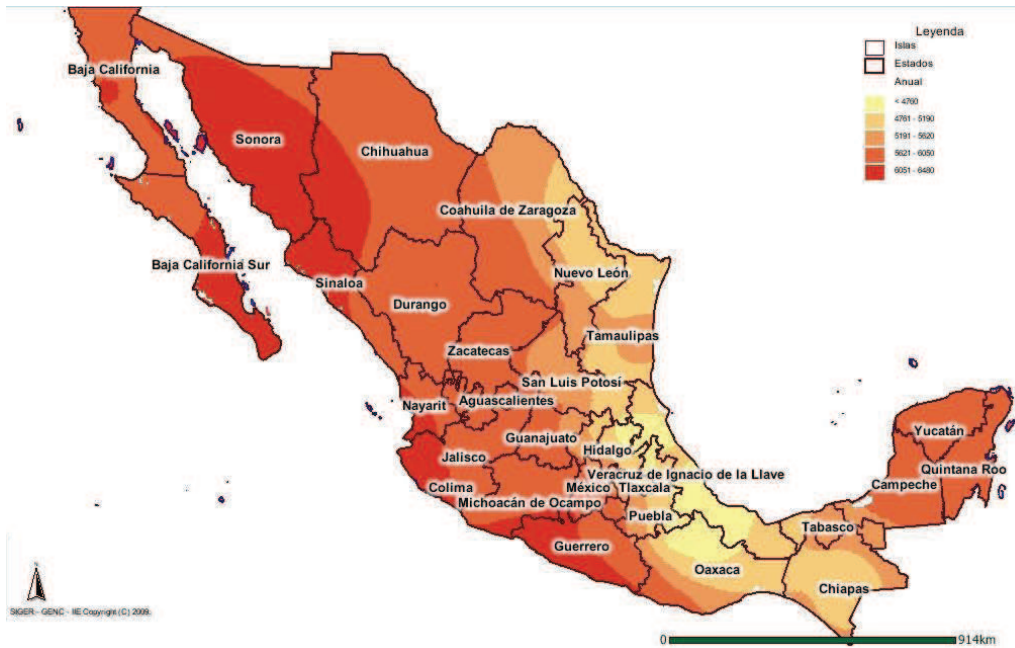 Leyenda
Islas
Estados
Anual
< 4760
4761 - 5190
5191 - 5620
5621 - 6050
6051 - 6480
Baja California
Sonora
Chihuahua
Coahuila de Zaragoza
Baja California Sur
Sinaloa
Nuevo León
Durango
Tamaulipas
Zacatecas
San Luis Potosí
Nayarit
Aguascalientes
Yucatán
Guanajuato
Hidalgo
Jalisco
Veracruz de Ignacio de la Llave
Quintana Roo
Colima
México
Tlaxcala
Campeche
Michoacán de Ocampo
Puebla
Tabasco
Guerrero
Oaxaca
Chiapas
N
SIGER - GENC - IIE Copyright (C) 2009.
0 914km